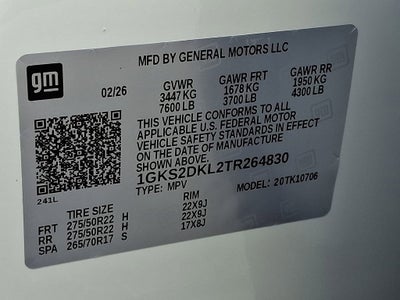 gm
MFD BY GENERAL MOTORS LLC
02/26 GVWR GAWR FRT GAWR RR
3447 KG 1678 KG 1950 KG
7600 LB 3700 LB 4300 LB
THIS VEHICLE CONFORMS TO ALL
APPLICABLE U.S. FEDERAL MOTOR
VEHICLE SAFETY STANDARDS IN EFFECT
ON THE DATE OF MANUFACTURE
SHOWN ABOVE.
1GKS2DKL2TR264830
TYPE: MPV MODEL: 20TK10706
241L
TIRE SIZE RIM
FRT 275/50R22 H 22X9J
RR 275/50R22 H 22X9J
SPA 265/70R17 S 17X8J